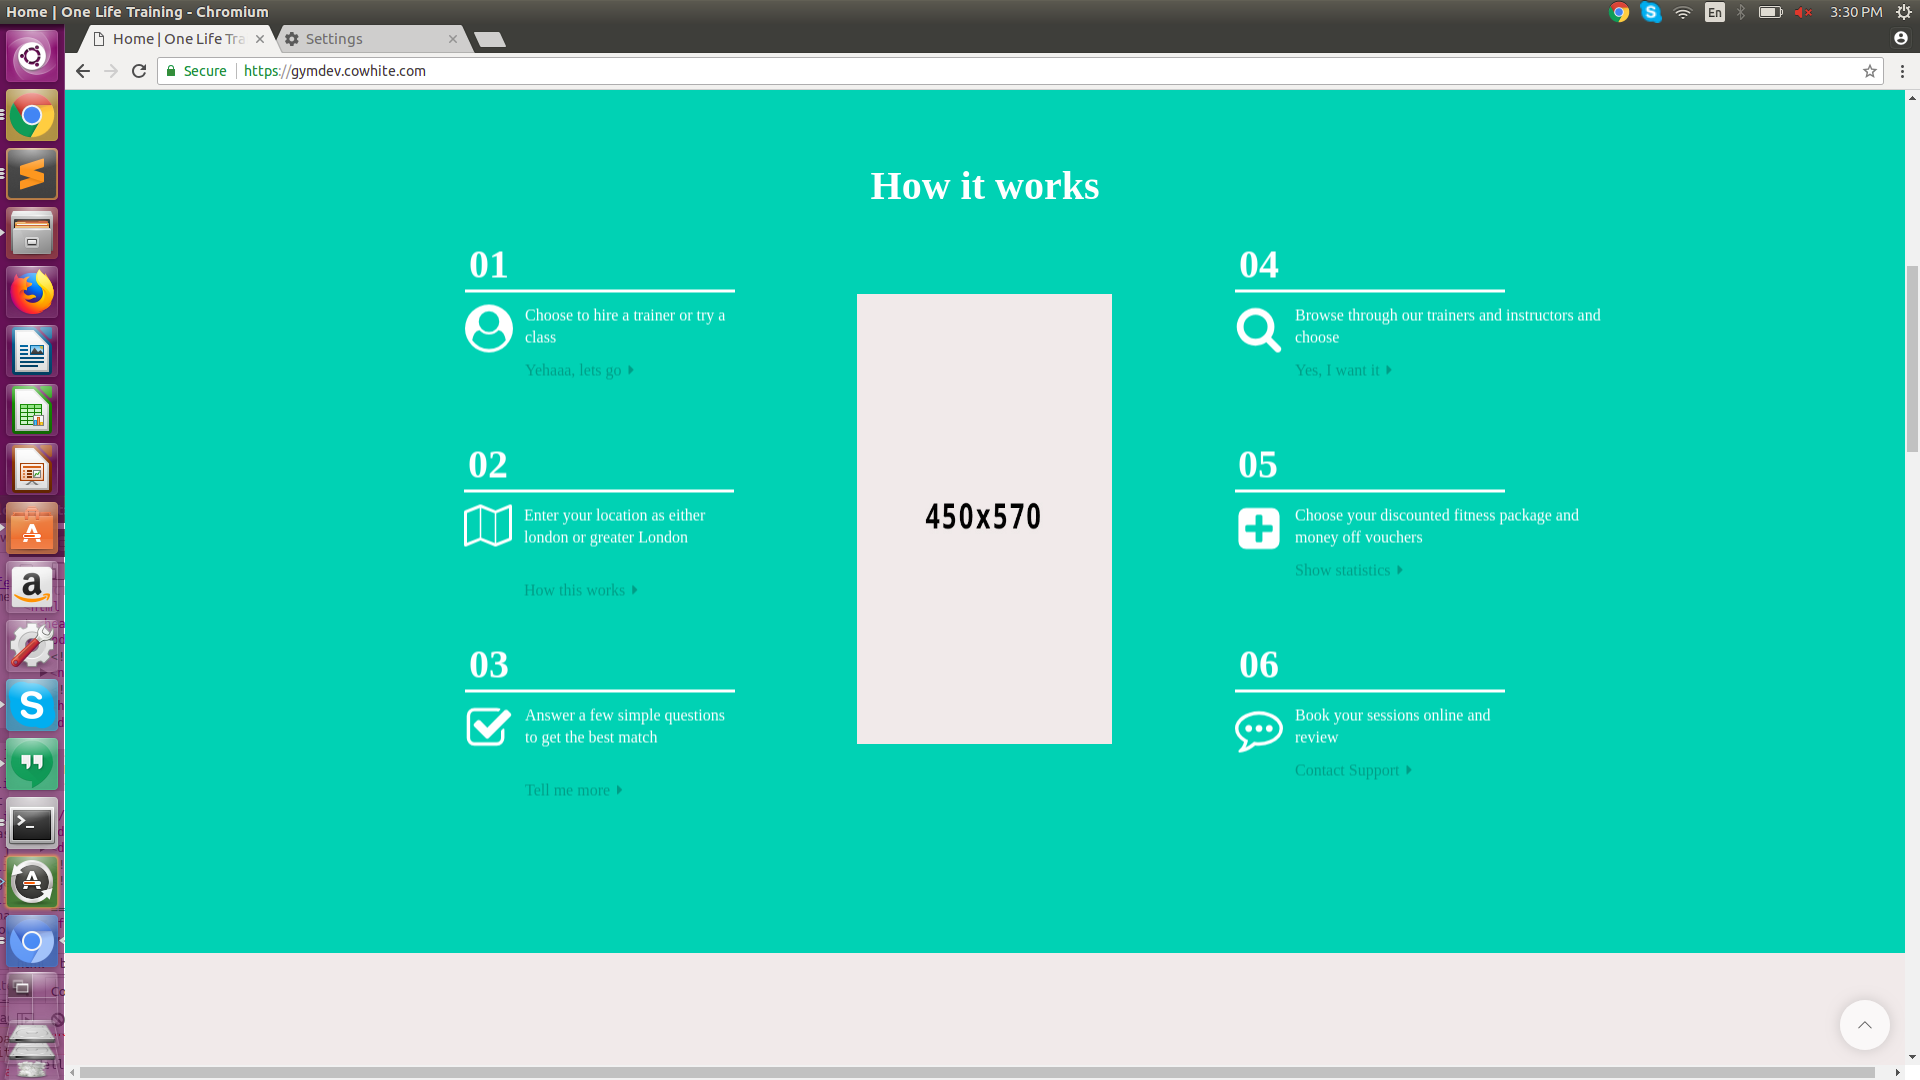 Home | One Life Training - Chromium
En
3:30 PM
Home | One Life Tra
Settings
Secure
https://gymdev.cowhite.com
How it works
01
Choose to hire a trainer or try a
class
Yehaaa, lets go
02
Enter your location as either
london or greater London
How this works
03
Answer a few simple questions
to get the best match
Tell me more
450x570
04
Browse through our trainers and instructors and
choose
Yes, I want it
05
Choose your discounted fitness package and
money off vouchers
Show statistics
06
Book your sessions online and
review
Contact Support